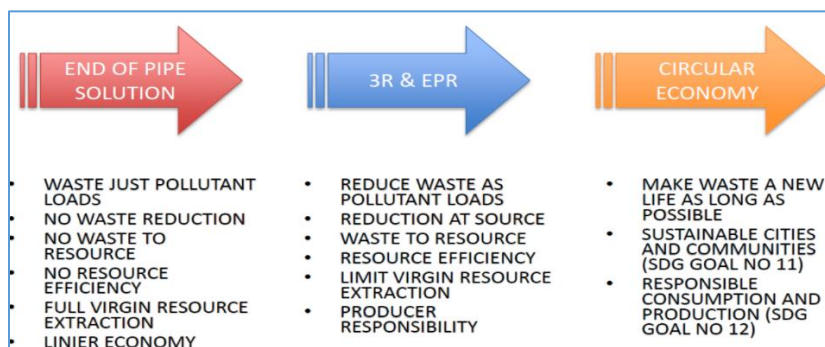 END OF PIPE
SOLUTION
• WASTE JUST POLLUTANT
LOADS
• NO WASTE REDUCTION
• NO WASTE TO
RESOURCE
• NO RESOURCE
EFFICIENCY
• FULL VIRGIN RESOURCE
EXTRACTION
• LINIER ECONOMY
3R & EPR
• REDUCE WASTE AS
POLLUTANT LOADS
• REDUCTION AT SOURCE
• WASTE TO RESOURCE
• RESOURCE EFFICIENCY
• LIMIT VIRGIN RESOURCE
EXTRACTION
• PRODUCER
RESPONSIBILITY
CIRCULAR
ECONOMY
• MAKE WASTE A NEW
LIFE AS LONG AS
POSSIBLE
• SUSTAINABLE CITIES
AND COMMUNITIES
(SDG GOAL NO 11)
• RESPONSIBLE
CONSUMPTION AND
PRODUCTION (SDG
GOAL NO 12)